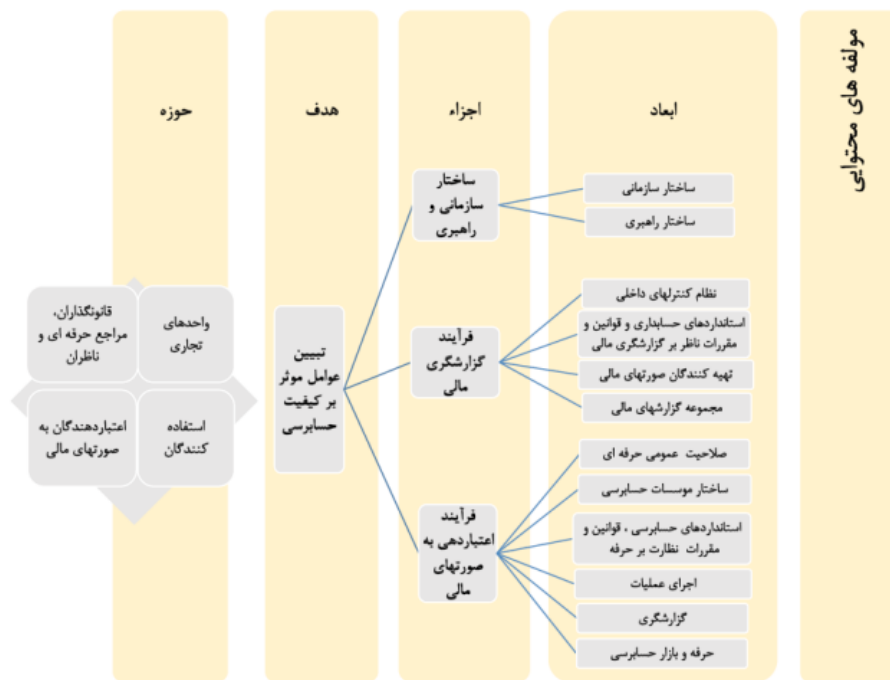 مولفه های محتوایی
ابعاد
اجزاء
هدف
حوزه
ساختار سازمانی
ساختار راهبری
نظام کنترلهای داخلی
استانداردهای حسابداری و قوانین و
مقررات ناظر بر گزارشگری مالی
تهیه کنندگان صورتهای مالی
مجموعه گزارشهای مالی
صلاحیت عمومی حرفه ای
ساختار موسسات حسابرسی
استانداردهای حسابرسی ، قوانین و
مقررات نظارت بر حرفه
اجرای عملیات
گزارشگری
حرفه و بازار حسابرسی
ساختار
سازمانی و
راهبری
فرآیند
گزارشگری
مالی
فرآیند
اعتباردهی به
صورتهای
مالی
تبیین
عوامل موثر
بر کیفیت
حسابرسی
واحدهای
تجاری
قانونگذاران،
مراجع حرفه ای و
ناظران
استفاده
کنندگان
اعتباردهندگان به
صورتهای مالی